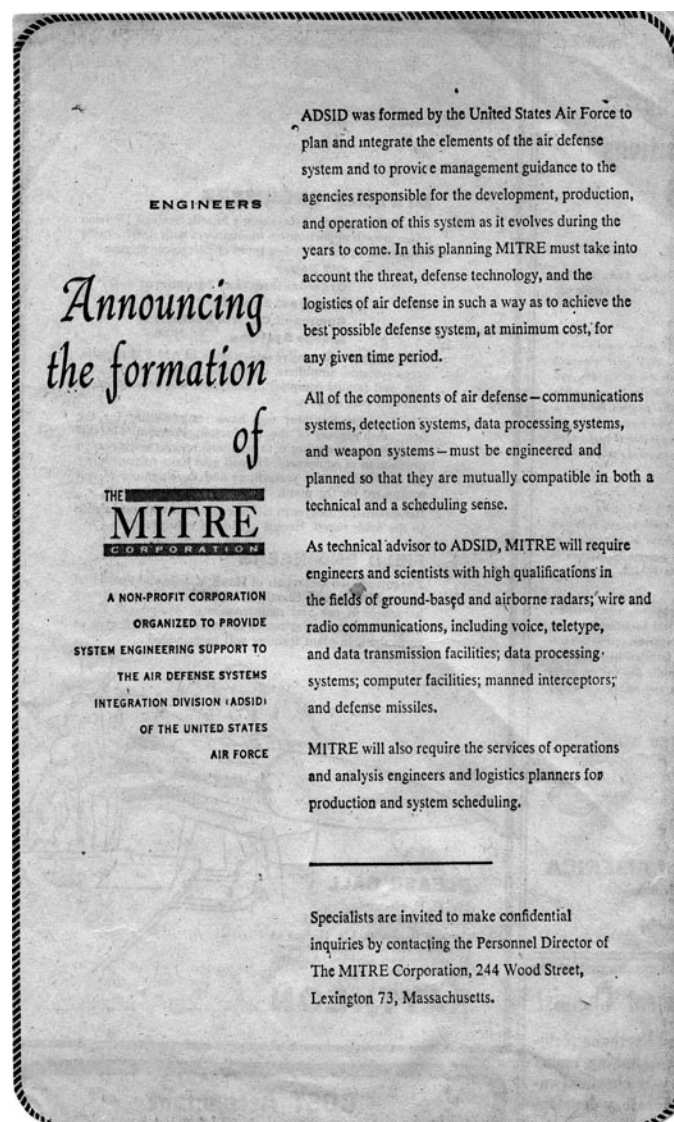 ENGINEERS
Announcing
the formation
of
THE
MITRE
CORPORATION
A NON-PROFIT CORPORATION
ORGANIZED TO PROVIDE
SYSTEM ENGINEERING SUPPORT TO
THE AIR DEFENSE SYSTEMS
INTEGRATION DIVISION (ADSID)
OF THE UNITED STATES
AIR FORCE
ADSID was formed by the United States Air Force to
plan and integrate the elements of the air defense
system and to provide management guidance to the
agencies responsible for the development, production,
and operation of this system as it evolves during the
years to come. In this planning MITRE must take into
account the threat, defense technology, and the
logistics of air defense in such a way as to achieve the
best possible defense system, at minimum cost, for
any given time period.
All of the components of air defense—communications
systems, detection systems, data processing systems,
and weapon systems—must be engineered and
planned so that they are mutually compatible in both a
technical and a scheduling sense.
As technical advisor to ADSID, MITRE will require
engineers and scientists with high qualifications in
the fields of ground-based and airborne radars; wire and
radio communications, including voice, teletype,
and data transmission facilities; data processing
systems; computer facilities; manned interceptors;
and defense missiles.
MITRE will also require the services of operations
and analysis engineers and logistics planners for
production and system scheduling.
Specialists are invited to make confidential
inquiries by contacting the Personnel Director of
The MITRE Corporation, 244 Wood Street,
Lexington 73, Massachusetts.